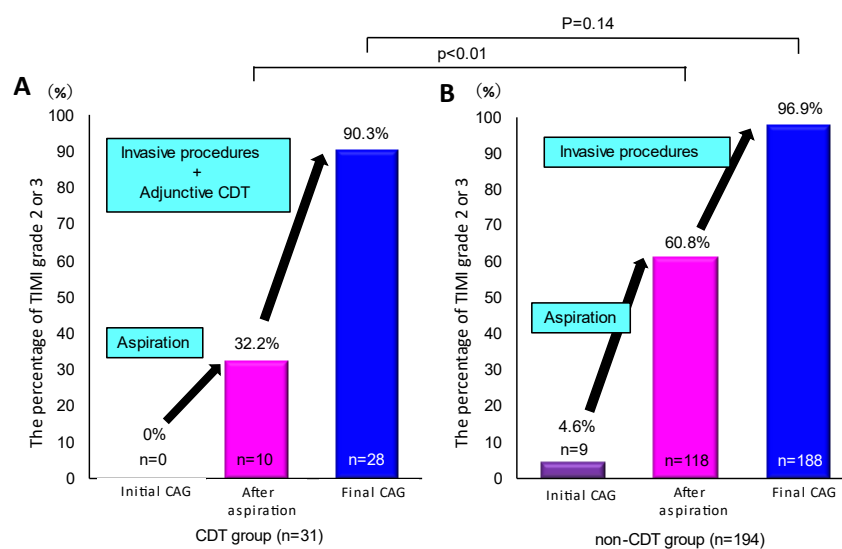 P=0.14
p<0.01
A
(%)
The percentage of TIMI grade 2 or 3
100
90
80
70
60
50
40
30
20
10
0
Invasive procedures
+
Adjunctive CDT
Aspiration
0%
n=0
32.2%
n=10
90.3%
n=28
Initial CAG
After
aspiration
Final CAG
CDT group (n=31)
B
(%)
The percentage of TIMI grade 2 or 3
100
90
80
70
60
50
40
30
20
10
0
Invasive procedures
Aspiration
4.6%
n=9
60.8%
n=118
96.9%
n=188
Initial CAG
After
aspiration
Final CAG
non-CDT group (n=194)